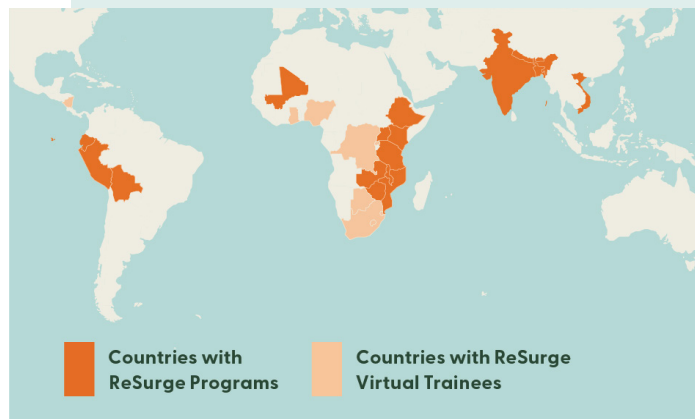 Countries with
ReSurge Programs
Countries with ReSurge
Virtual Trainees